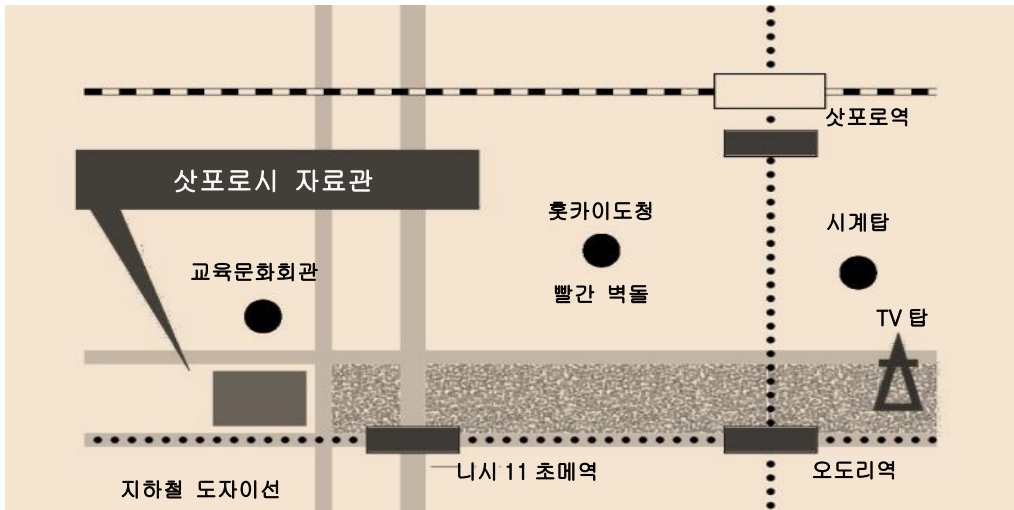 삿포로역
삿포로시 자료관
홋카이도청
시계탑
교육문화회관
빨간 벽돌
TV 탑
니시 11 초메역
오도리역
지하철 도자이선